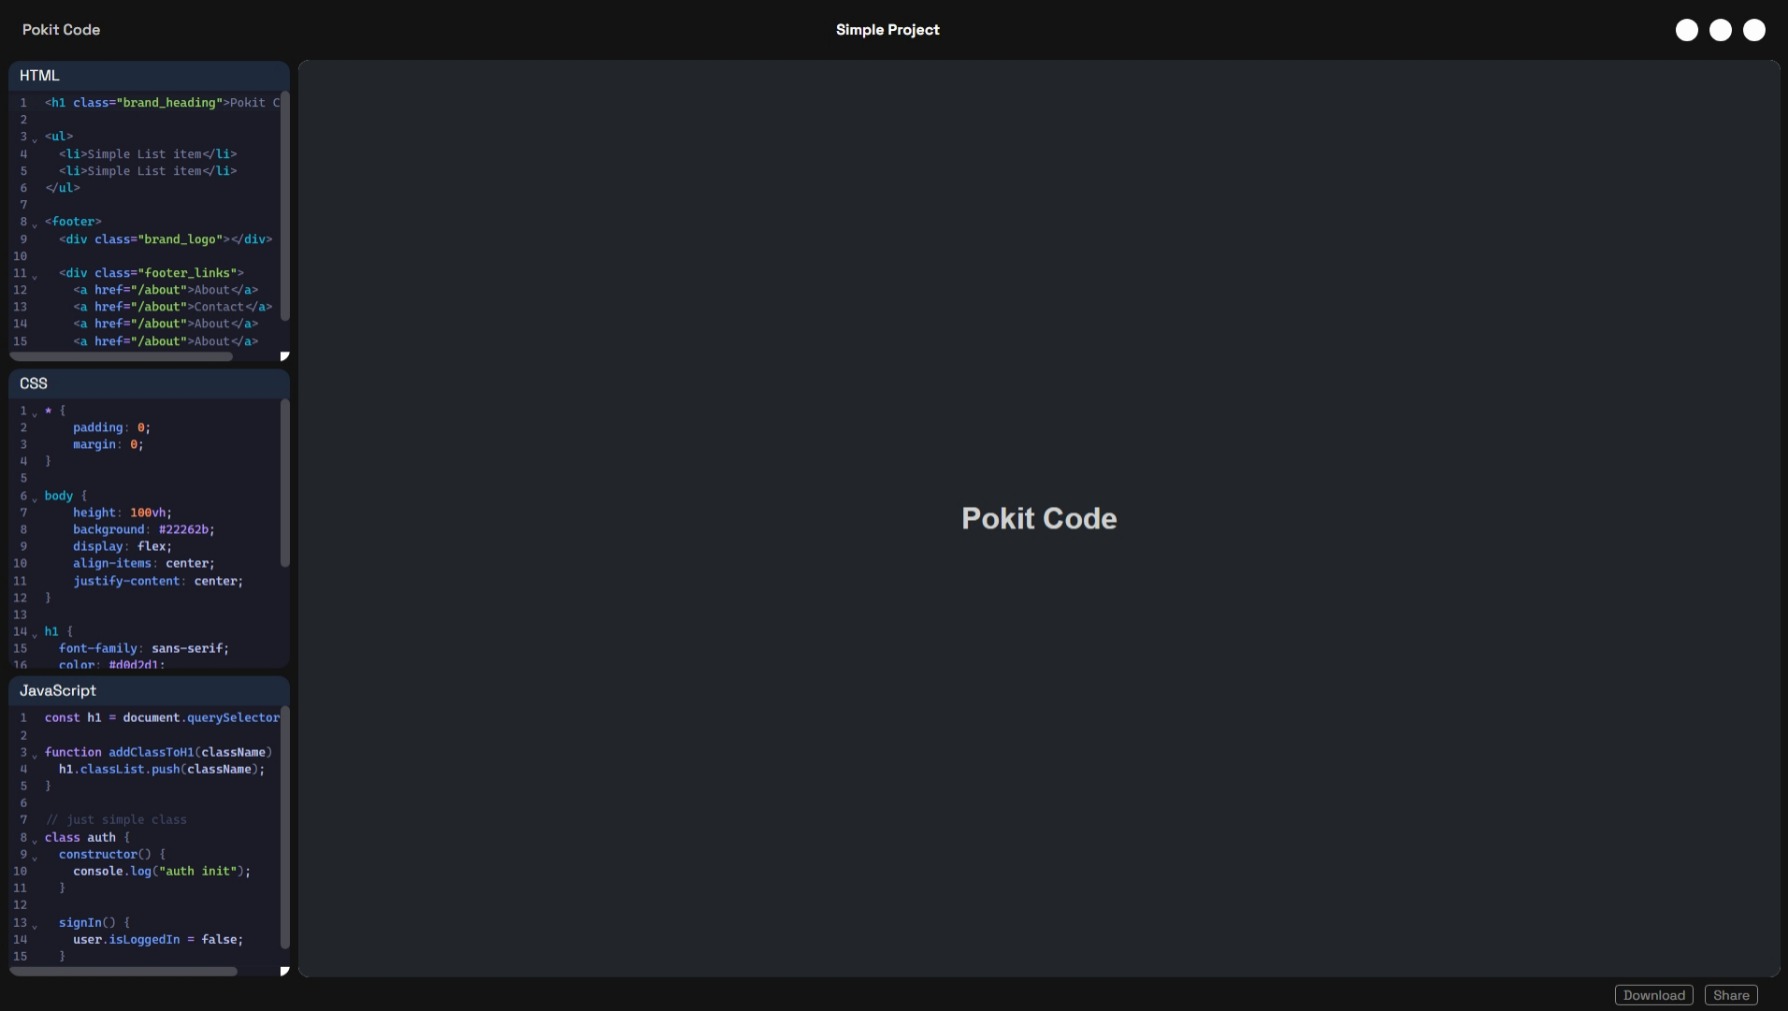 Pokit Code
Simple Project
HTML
1 <h1 class="brand_heading">Pokit C
2
3 <ul>
4 <li>Simple List item</li>
5 <li>Simple List item</li>
6 </ul>
7
8 <footer>
9 <div class="brand_logo"></div>
10
11 <div class="footer_links">
12 <a href="/about">About</a>
13 <a href="/about">Contact</a>
14 <a href="/about">About</a>
15 <a href="/about">About</a>
CSS
1 * {
2 padding: 0;
3 margin: 0;
4 }
5
6 body {
7 height: 100vh;
8 background: #22262b;
9 display: flex;
10 align-items: center;
11 justify-content: center;
12 }
13
14 h1 {
15 font-family: sans-serif;
16 color: #d0d2d1;
JavaScript
1 const h1 = document.querySelector
2
3 function addClassToH1(className)
4 h1.classList.push(className);
5 }
6
7 // just simple class
8 class auth {
9 constructor() {
10 console.log("auth init");
11 }
12
13 signIn() {
14 user.isLoggedIn = false;
15 }
Pokit Code
Download
Share